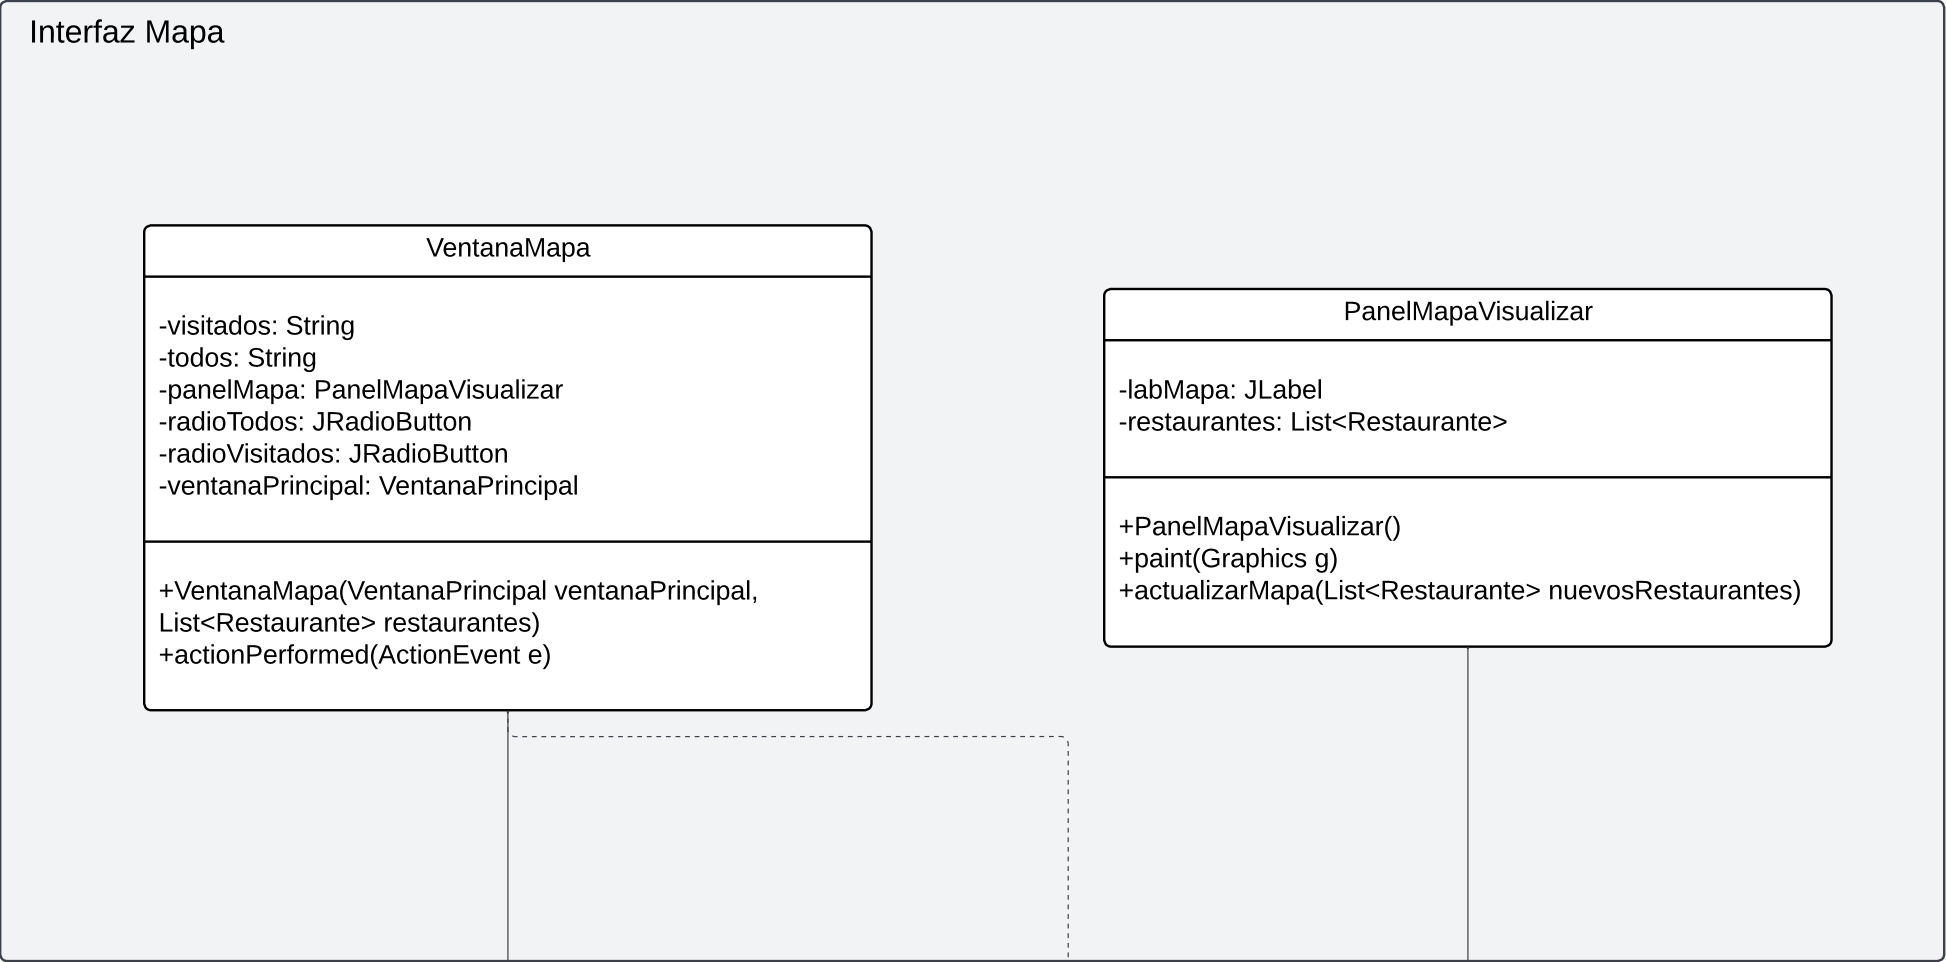 Interfaz Mapa
VentanaMapa
-visitados: String
-todos: String
-panelMapa: PanelMapaVisualizar
-radioTodos: JRadioButton
-radioVisitados: JRadioButton
-ventanaPrincipal: VentanaPrincipal
+VentanaMapa(VentanaPrincipal ventanaPrincipal,
List<Restaurante> restaurantes)
+actionPerformed(ActionEvent e)
PanelMapaVisualizar
-labMapa: JLabel
-restaurantes: List<Restaurante>
+PanelMapaVisualizar()
+paint(Graphics g)
+actualizarMapa(List<Restaurante> nuevosRestaurantes)